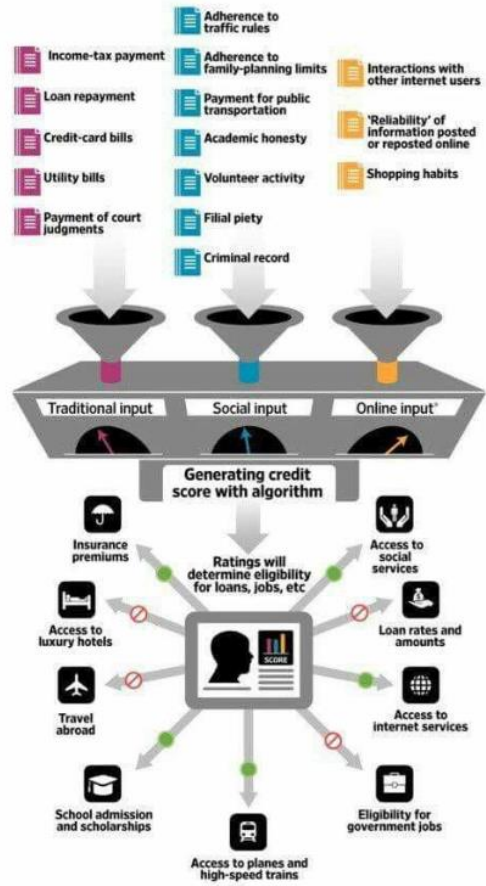 Income-tax payment
Loan repayment
Credit-card bills
Utility bills
Payment of court
judgments
Adherence to
traffic rules
Adherence to
family-planning limits
Payment for public
transportation
Academic honesty
Volunteer activity
Filial piety
Criminal record
Interactions with
other internet users
'Reliability' of
information posted
or reposted online
Shopping habits
Traditional input
Social input
Online input*
Generating credit
score with algorithm
Ratings will
determine eligibility
for loans, jobs, etc
Insurance
premiums
Access to
luxury hotels
Travel
abroad
School admission
and scholarships
SCORE
Access to planes and
high-speed trains
Access to
social
services
Loan rates and
amounts
Access to
internet services
Eligibility for
government jobs